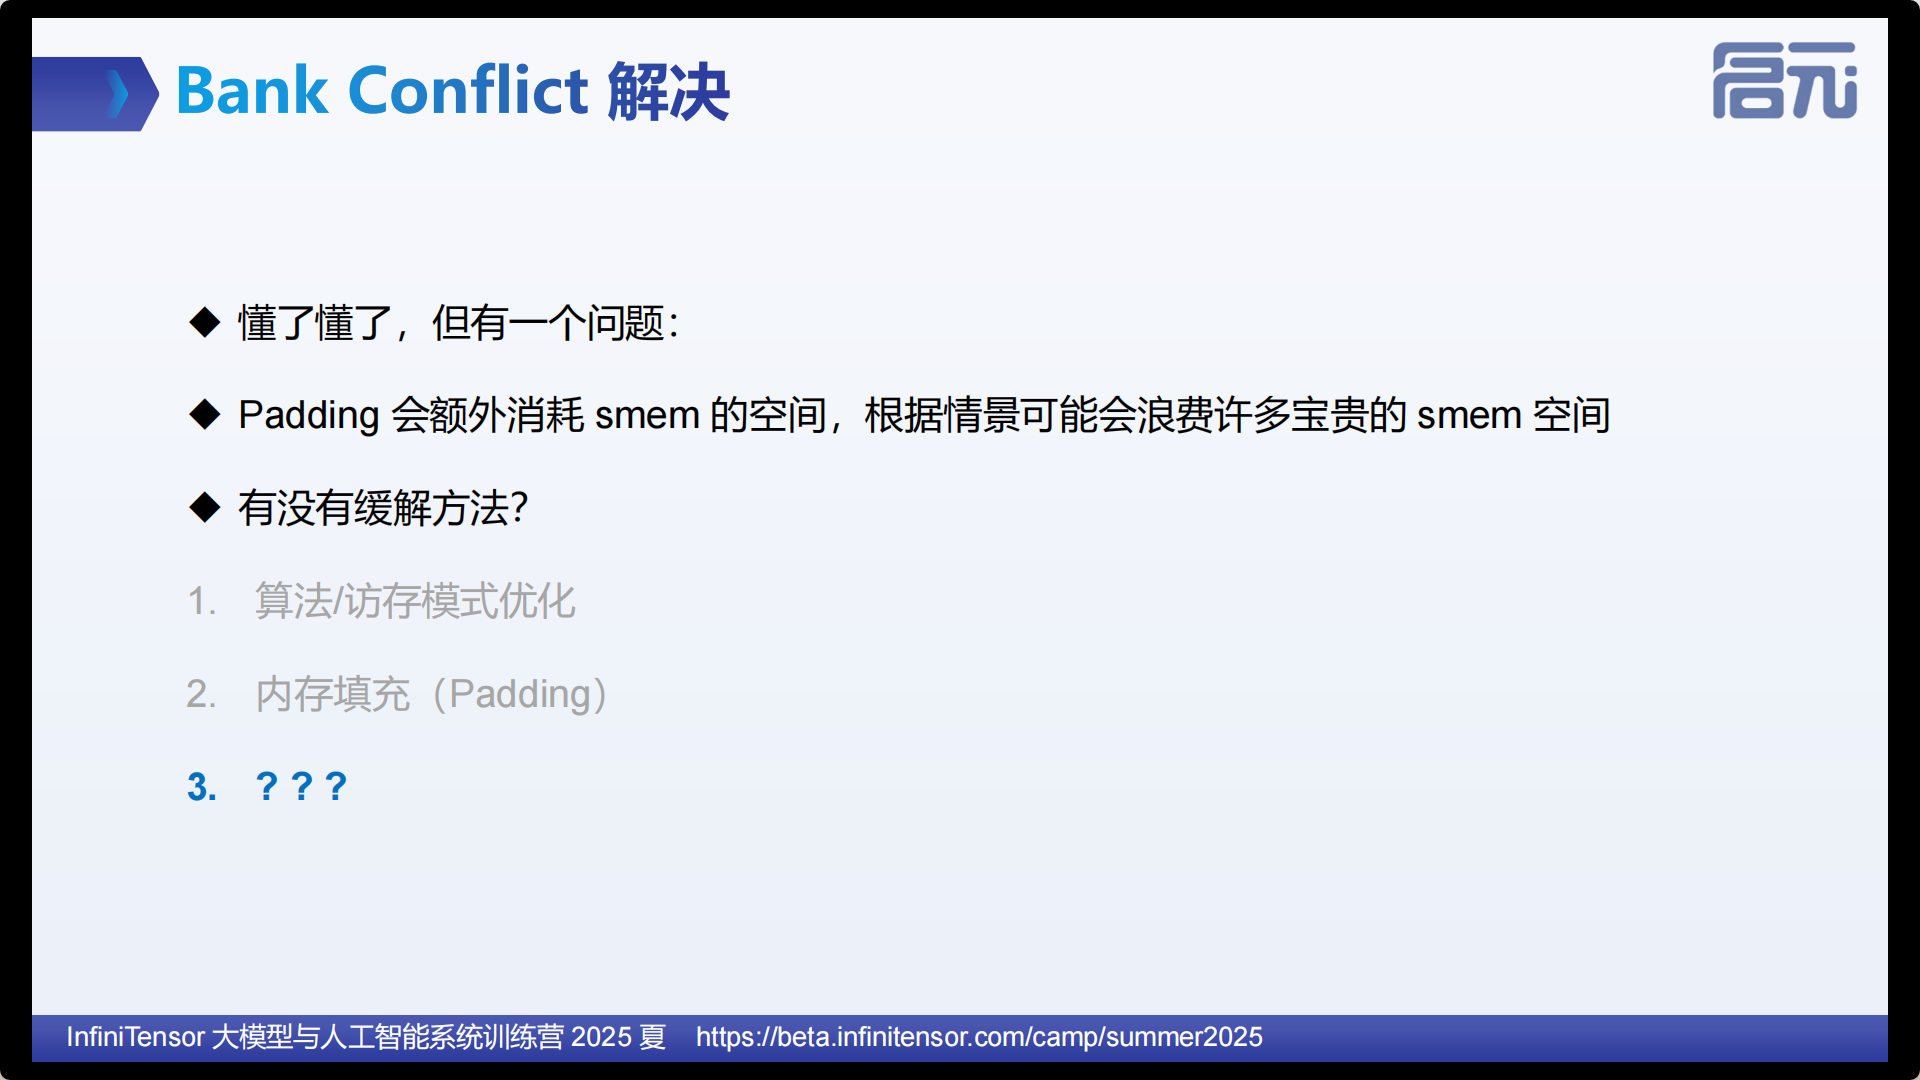 Bank Conflict 解决
启元
◆ 懂了懂了，但有一个问题：
◆ Padding 会额外消耗 smem 的空间，根据情景可能会浪费许多宝贵的 smem 空间
◆ 有没有缓解方法？
1. 算法/访存模式优化
2. 内存填充（Padding）
3. ？？？
InfiniTensor 大模型与人工智能系统训练营 2025 夏 https://beta.infinitensor.com/camp/summer2025